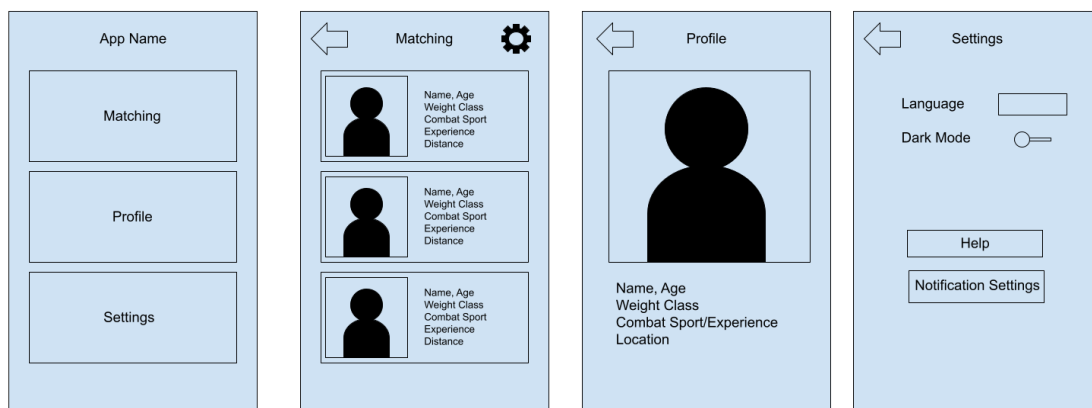 App Name
Matching
Profile
Settings
Matching
Name, Age
Weight Class
Combat Sport
Experience
Distance
Name, Age
Weight Class
Combat Sport
Experience
Distance
Name, Age
Weight Class
Combat Sport
Experience
Distance
Profile
Name, Age
Weight Class
Combat Sport/Experience
Location
Settings
Language
Dark Mode
Help
Notification Settings